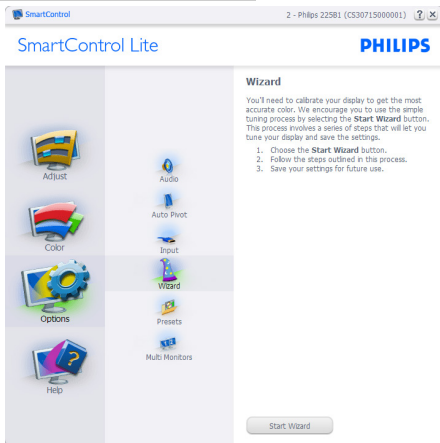 SmartControl
2 - Philips 225B1 (CS30715000001)
?
SmartControl Lite
PHILIPS
Adjust
Color
Options
Help
Audio
Auto Pivot
Input
Wizard
Presets
Multi Monitors
Wizard
You'll need to calibrate your display to get the most
accurate color. We encourage you to use the simple
tuning process by selecting the Start Wizard button.
This process involves a series of steps that will let you
tune your display and save the settings.
1. Choose the Start Wizard button.
2. Follow the steps outlined in this process.
3. Save your settings for future use.
Start Wizard